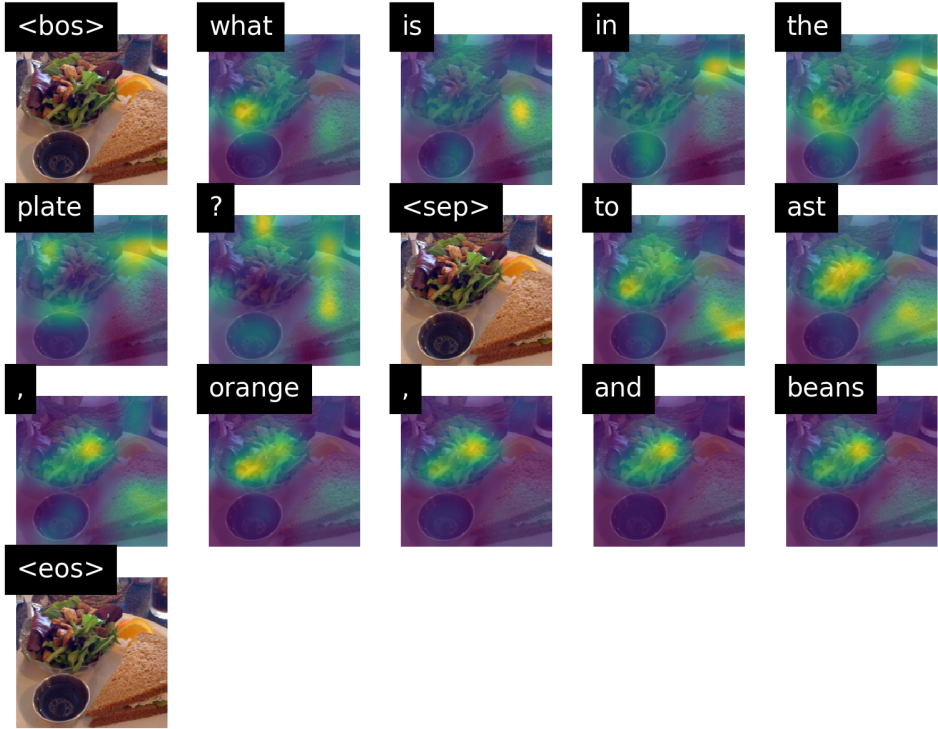 <bos> what is in the
plate ? <sep> to ast
, orange , and beans
<eos>